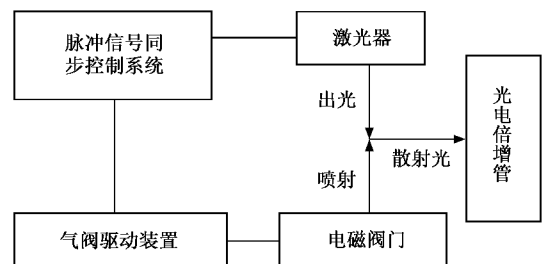 脉冲信号同
步控制系统
激光器
出光
光
电
倍
增
管
散射光
喷射
气阀驱动装置
电磁阀门